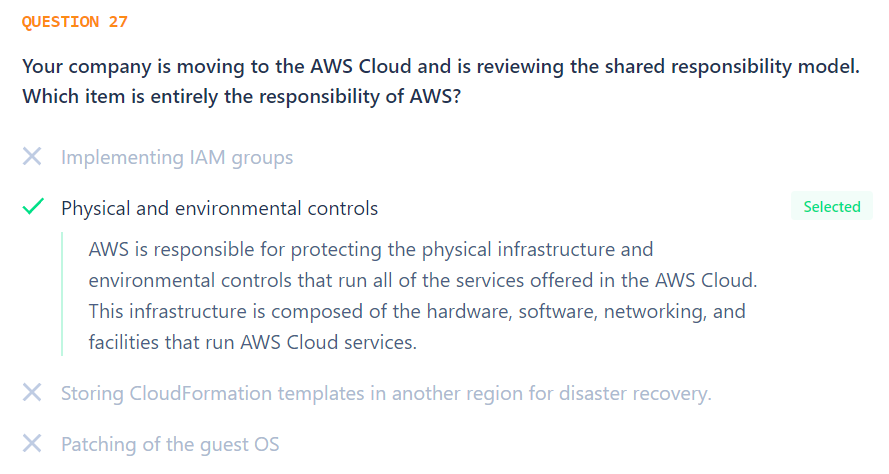 QUESTION 27
Your company is moving to the AWS Cloud and is reviewing the shared responsibility model.
Which item is entirely the responsibility of AWS?
Implementing IAM groups
Physical and environmental controls
Selected
AWS is responsible for protecting the physical infrastructure and
environmental controls that run all of the services offered in the AWS Cloud.
This infrastructure is composed of the hardware, software, networking, and
facilities that run AWS Cloud services.
Storing CloudFormation templates in another region for disaster recovery.
Patching of the guest OS